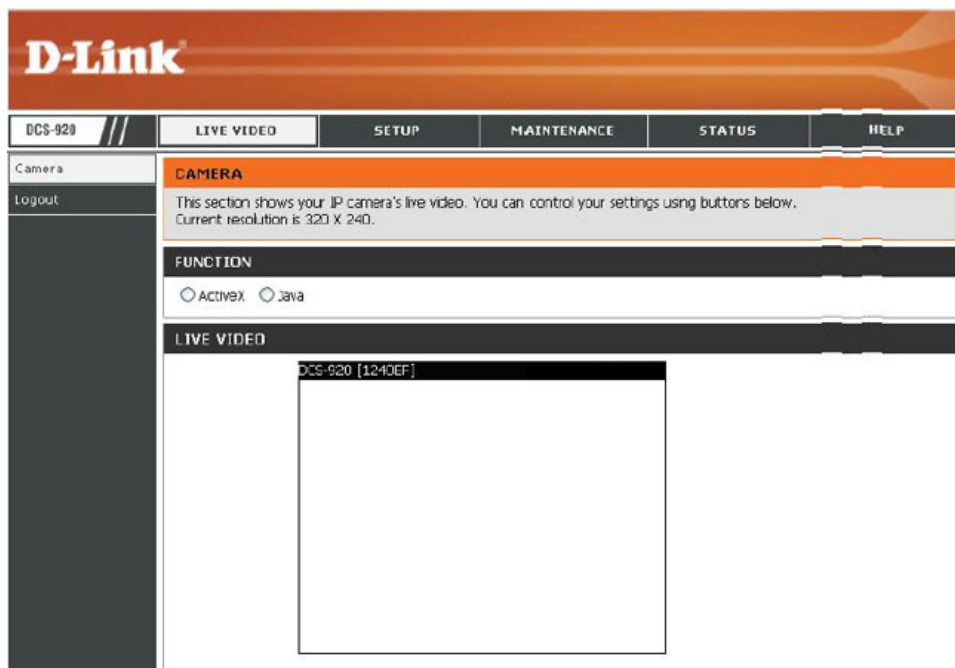 D-Link
DCS-920
LIVE VIDEO
SETUP
MAINTENANCE
STATUS
HELP
Camera
Logout
CAMERA
This section shows your IP camera's live video. You can control your settings using buttons below.
Current resolution is 320 X 240.
FUNCTION
ActiveX
Java
LIVE VIDEO
DCS-920 [1240EF]